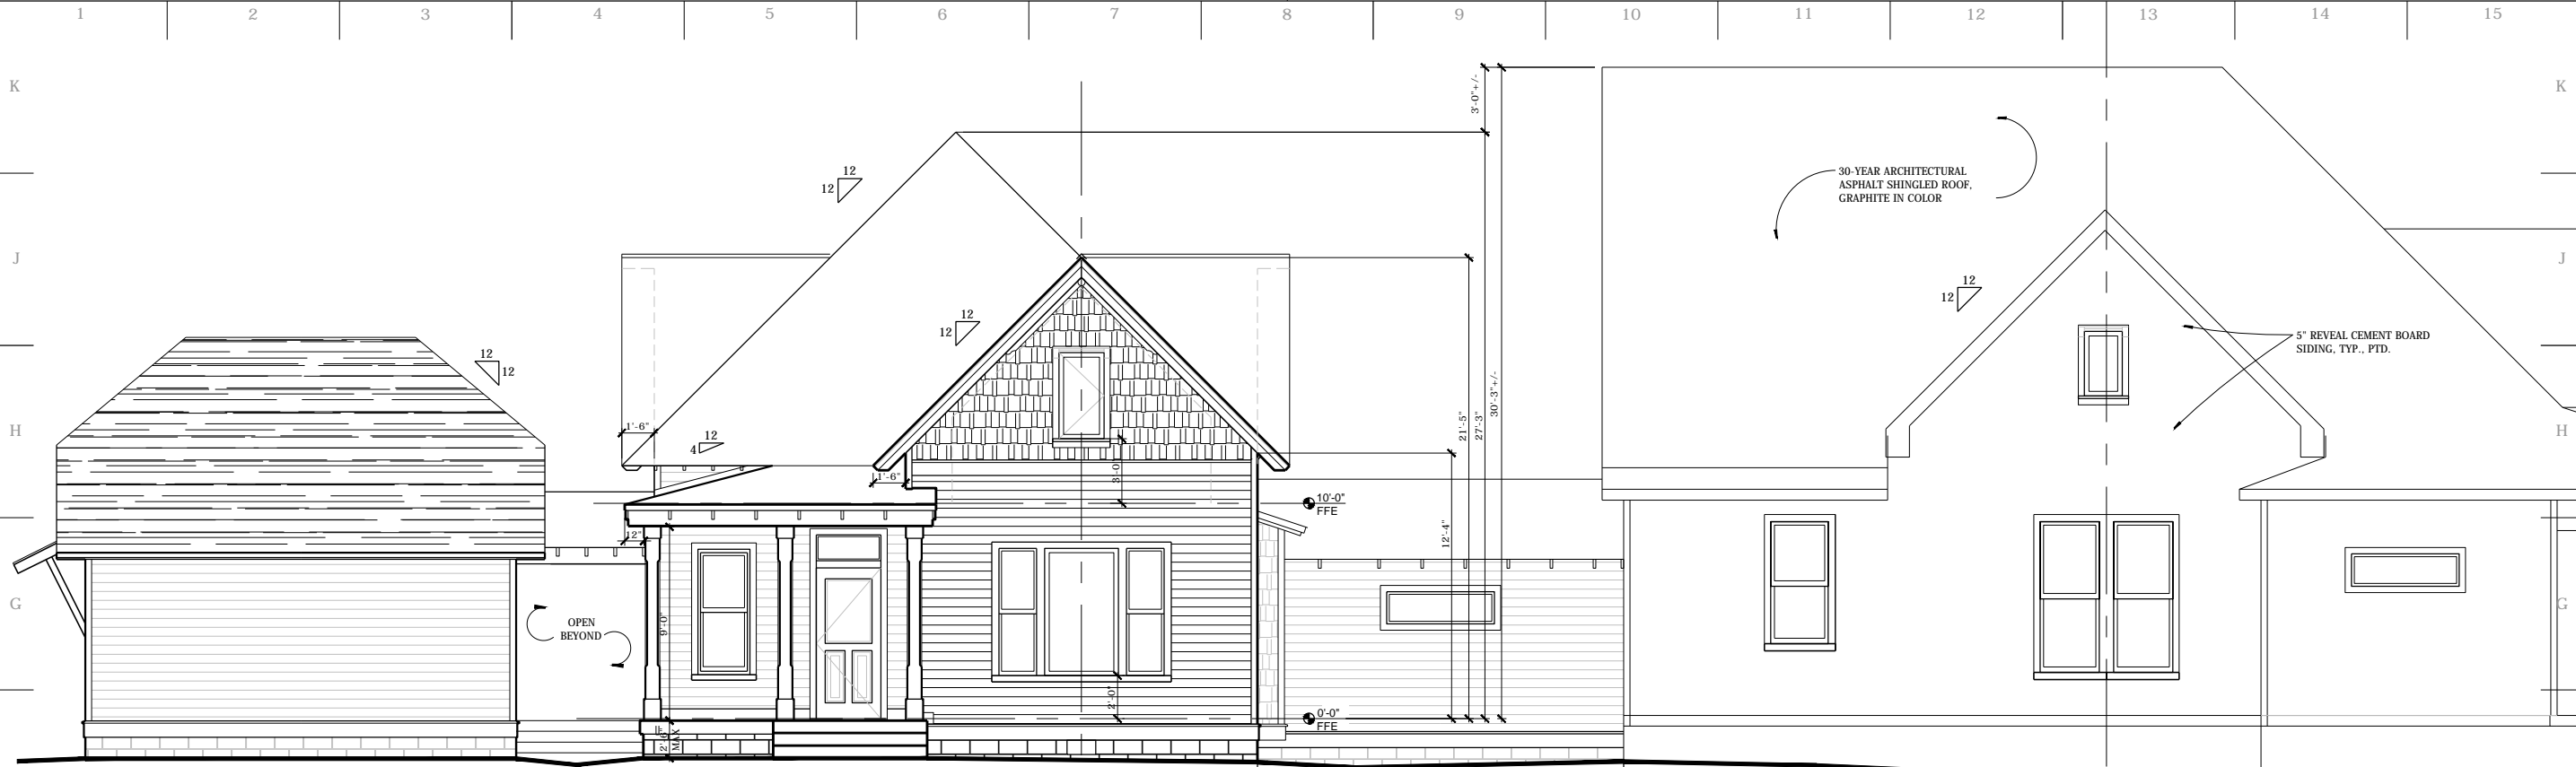 1 2 3 4 5 6 7 8 9 10 11 12 13 14 15
K K
3'-0"+/-
12
12
30-YEAR ARCHITECTURAL
ASPHALT SHINGLED ROOF,
GRAPHITE IN COLOR
J J
12
12
12
12
5" REVEAL CEMENT BOARD
SIDING, TYP., PTD.
12
12
30'-3"+/-
27'-3"
21'-5"
H H
1'-6"
12
4
1'-6"
3'-0"
10'-0"
FFE
12'-4"
12"
G G
OPEN
BEYOND
9'-0"
2'-0"
0'-0"
FFE
2'-6"
MAX